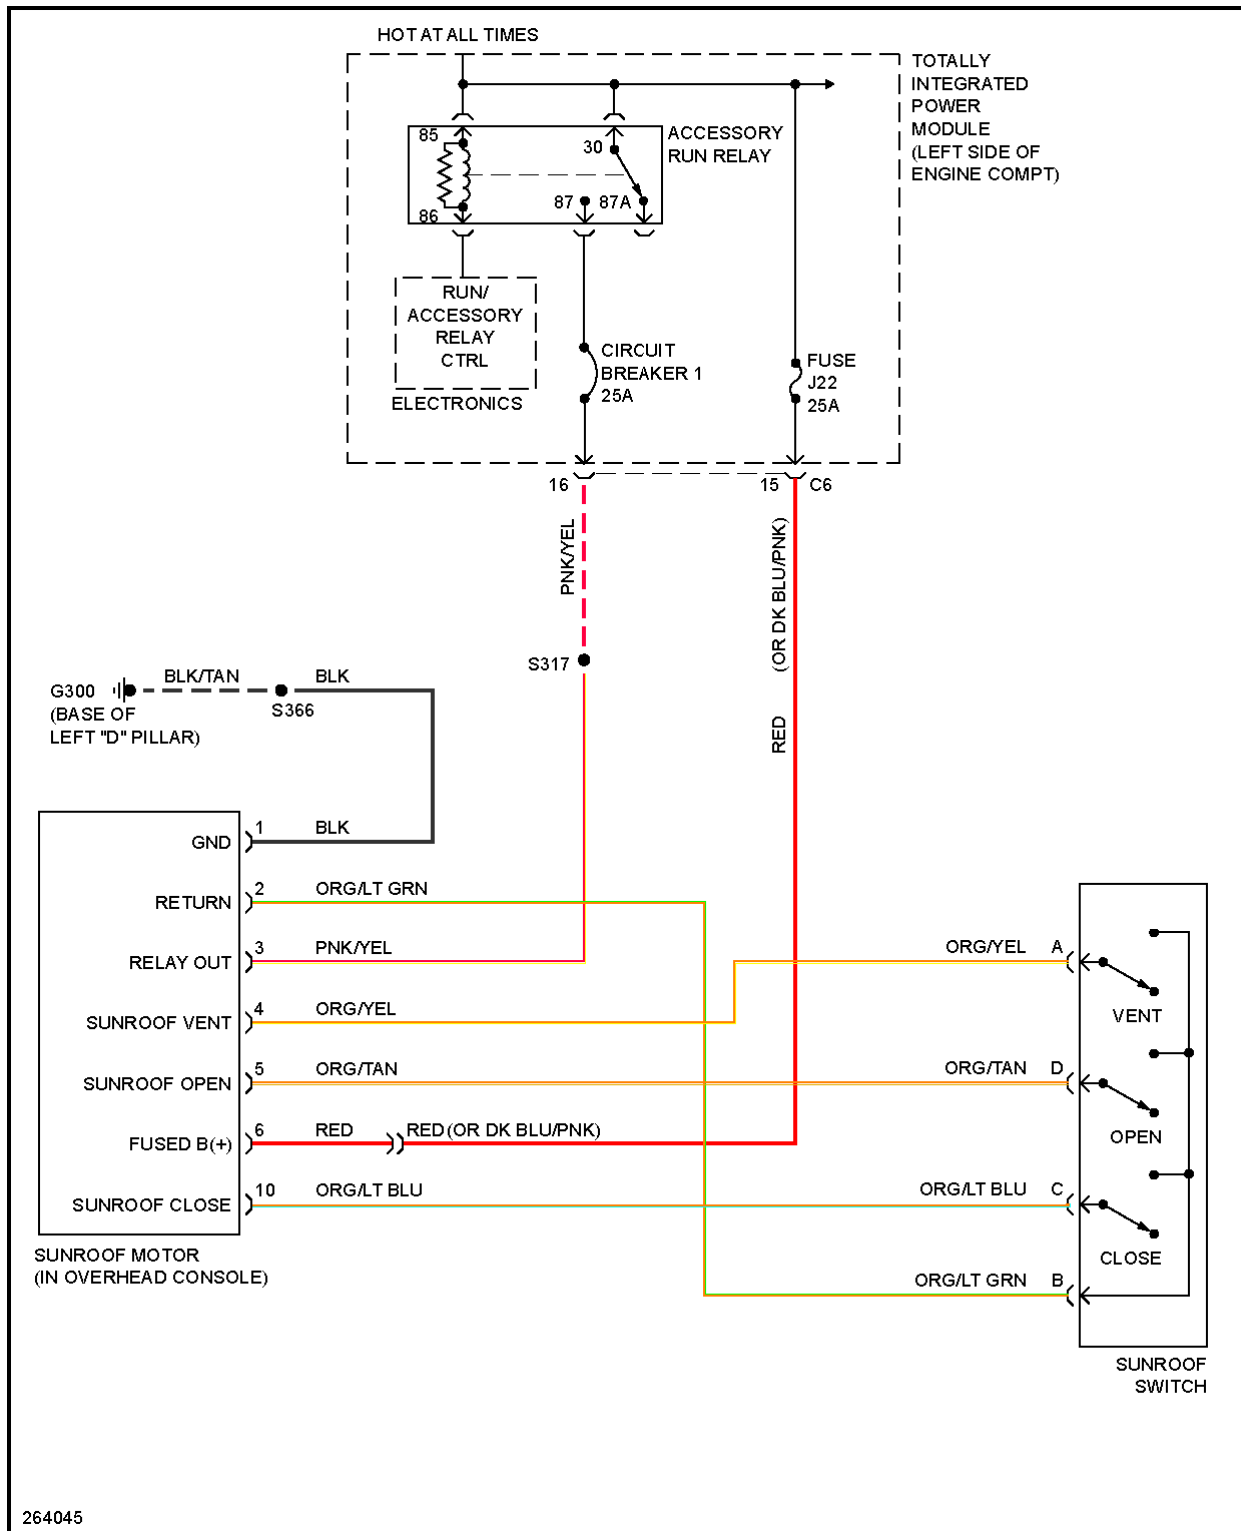 HOT AT ALL TIMES
TOTALLY
INTEGRATED
POWER
MODULE
(LEFT SIDE OF
ENGINE COMPT)
ACCESSORY
RUN RELAY
85
30
86
87
87A
RUN/
ACCESSORY
RELAY
CTRL
ELECTRONICS
CIRCUIT
BREAKER 1
25A
FUSE
J22
25A
16
15
C6
PNK/YEL
(OR DK BLU/PNK)
RED
S317
G300
(BASE OF
LEFT "D" PILLAR)
BLK/TAN
S366
BLK
GND
1
BLK
RETURN
2
ORG/LT GRN
RELAY OUT
3
PNK/YEL
SUNROOF VENT
4
ORG/YEL
SUNROOF OPEN
5
ORG/TAN
FUSED B(+)
6
RED
RED (OR DK BLU/PNK)
SUNROOF CLOSE
10
ORG/LT BLU
SUNROOF MOTOR
(IN OVERHEAD CONSOLE)
ORG/YEL
A
VENT
ORG/TAN
D
OPEN
ORG/LT BLU
C
CLOSE
ORG/LT GRN
B
SUNROOF
SWITCH
264045